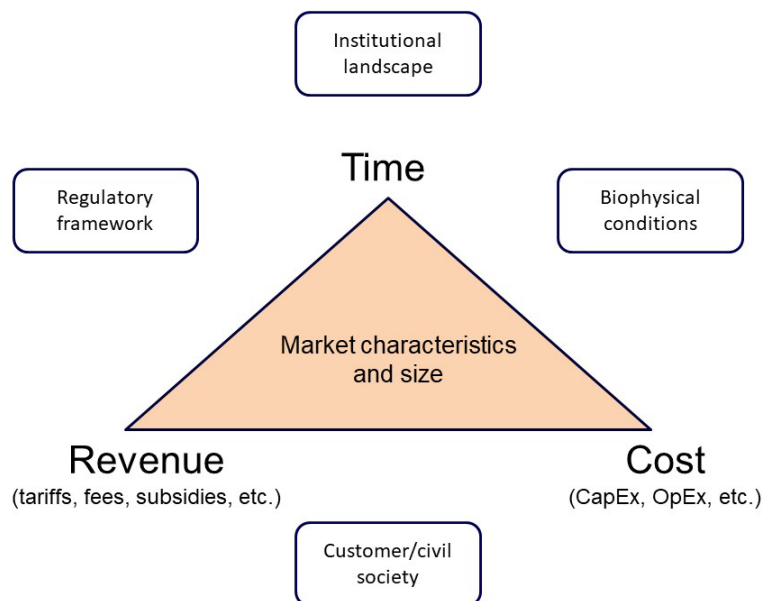 Institutional
landscape
Time
Regulatory
framework
Biophysical
conditions
Market characteristics
and size
Revenue
(tariffs, fees, subsidies, etc.)
Cost
(CapEx, OpEx, etc.)
Customer/civil
society